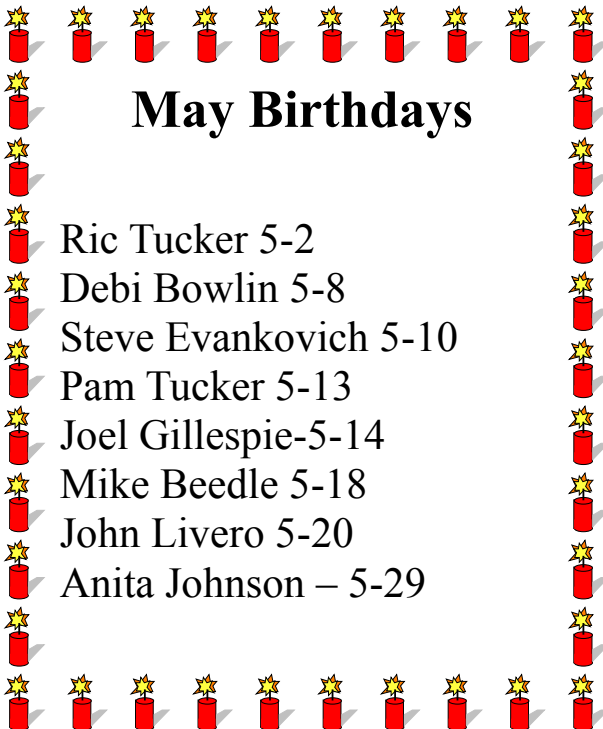 May Birthdays
Ric Tucker 5-2
Debi Bowlin 5-8
Steve Evankovich 5-10
Pam Tucker 5-13
Joel Gillespie-5-14
Mike Beedle 5-18
John Livero 5-20
Anita Johnson – 5-29